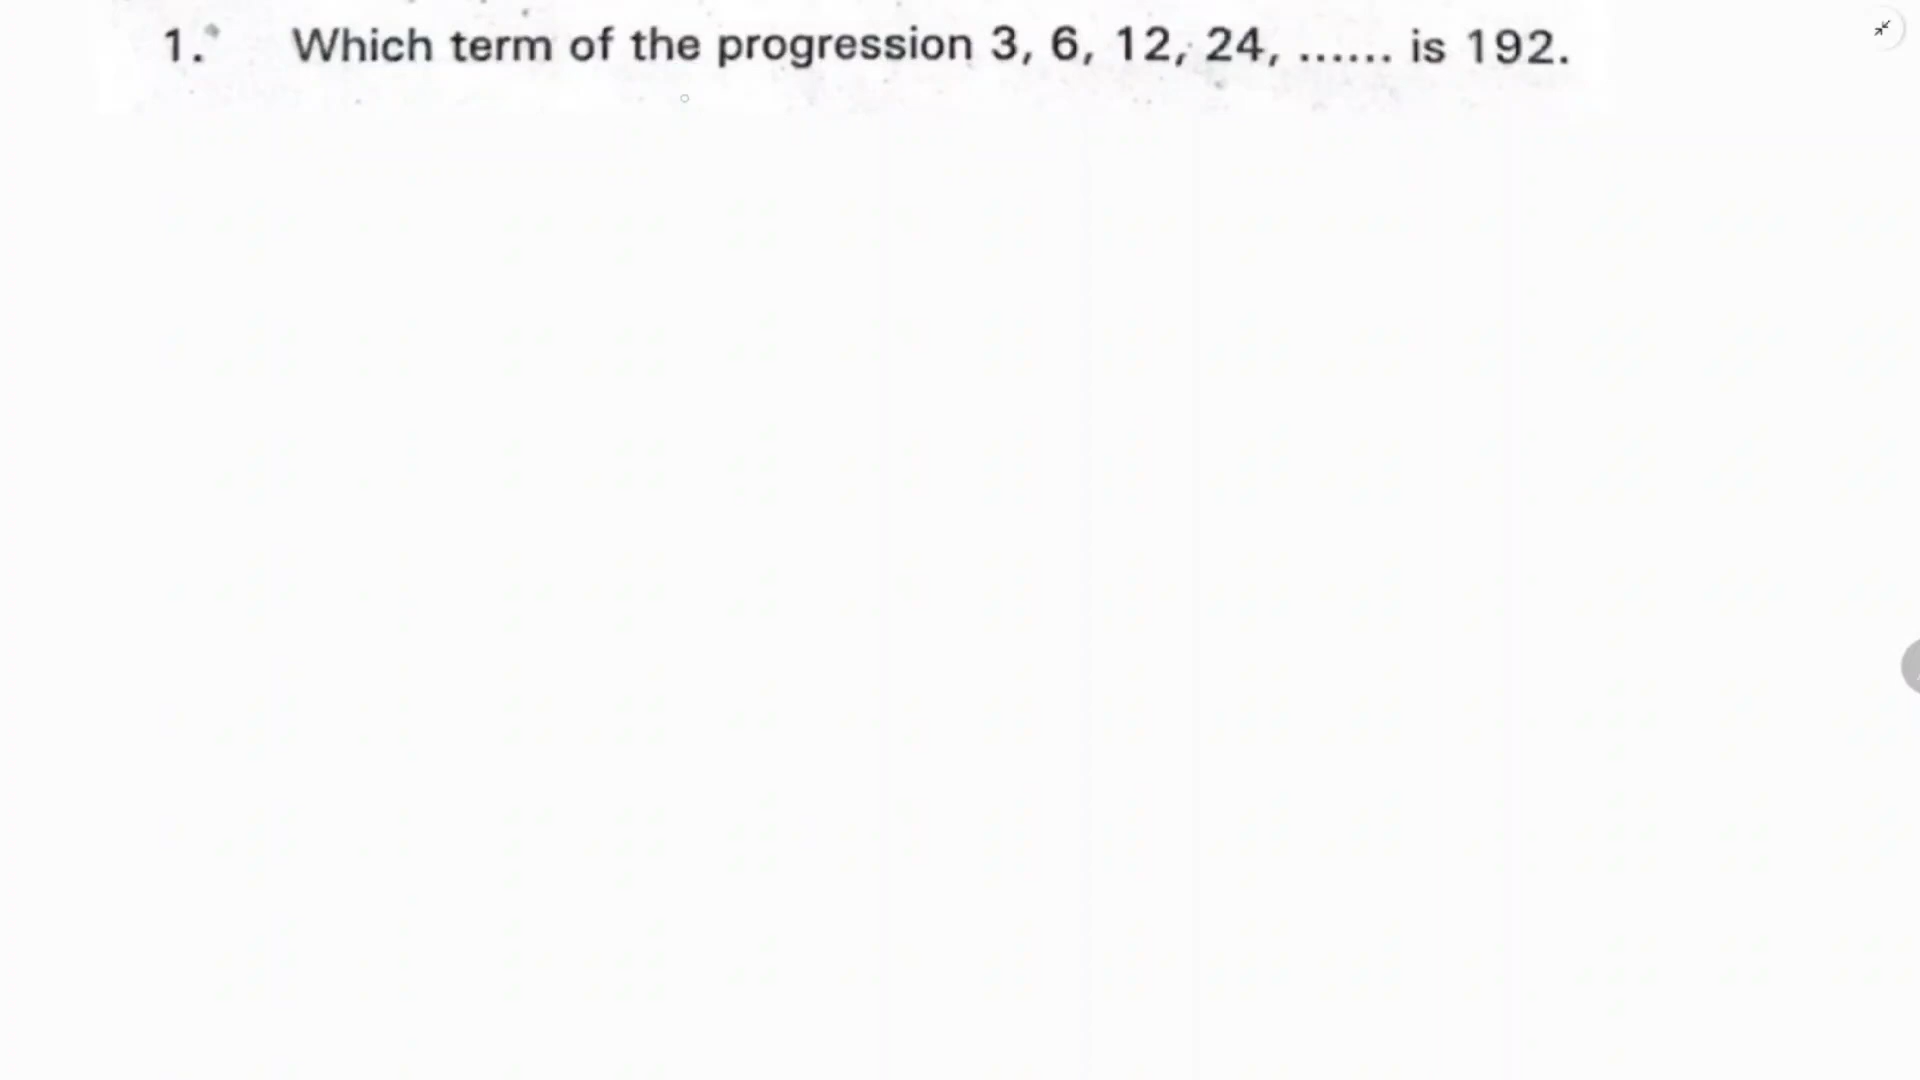 1. Which term of the progression 3, 6, 12, 24, ...... is 192.